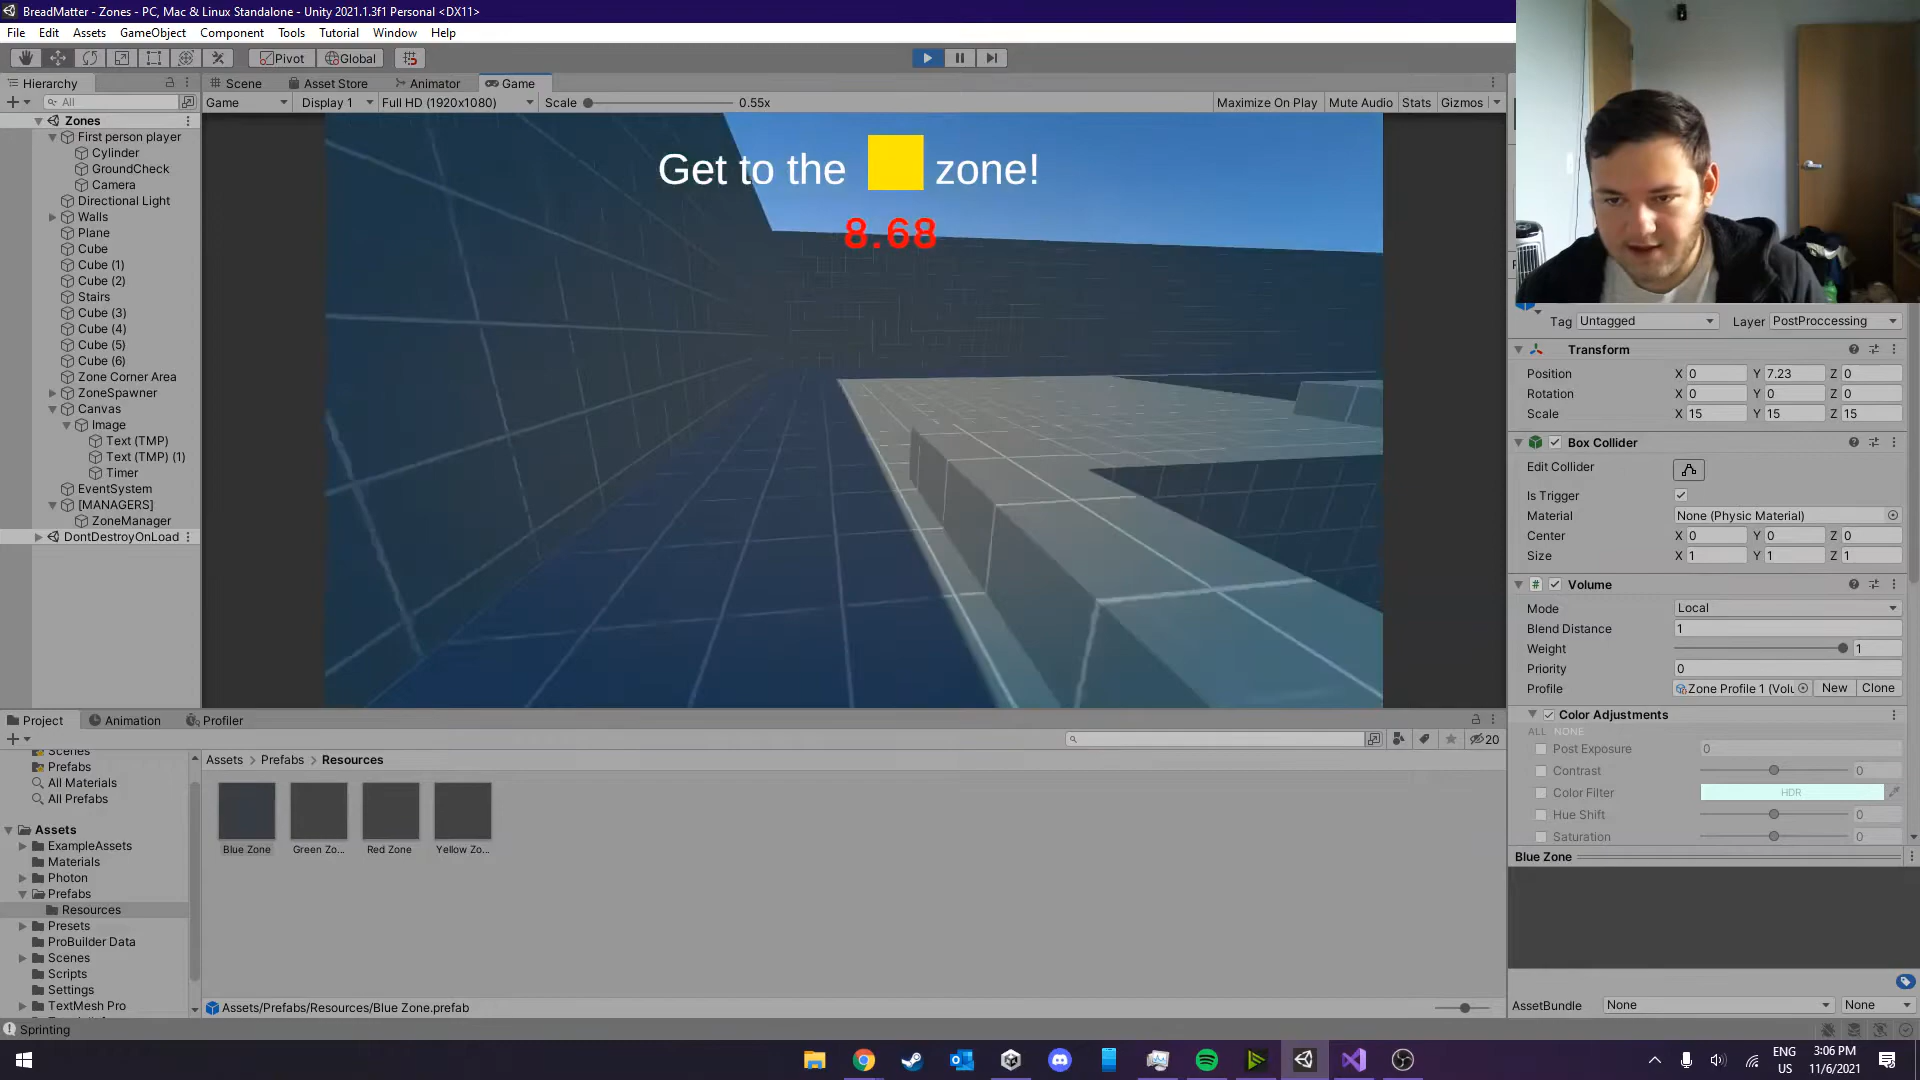 BreadMatter - Zones - PC, Mac & Linux Standalone - Unity 2021.1.3f1 Personal <DX11>
File Edit Assets GameObject Component Tools Tutorial Window Help
Pivot Global
Hierarchy
Scene Asset Store Animator Game
All
Game Display 1 Full HD (1920x1080) Scale 0.55x Maximize On Play Mute Audio Stats Gizmos
Zones
First person player
Cylinder
GroundCheck
Camera
Directional Light
Walls
Plane
Cube
Cube (1)
Cube (2)
Stairs
Cube (3)
Cube (4)
Cube (5)
Cube (6)
Zone Corner Area
ZoneSpawner
Canvas
Image
Text (TMP)
Text (TMP) (1)
Timer
EventSystem
[MANAGERS]
ZoneManager
DontDestroyOnLoad
Get to the zone!
8.68
Tag Untagged Layer PostProccessing
Transform
Position X 0 Y 7.23 Z 0
Rotation X 0 Y 0 Z 0
Scale X 15 Y 15 Z 15
Box Collider
Edit Collider
Is Trigger
Material None (Physic Material)
Center X 0 Y 0 Z 0
Size X 1 Y 1 Z 1
Volume
Mode Local
Blend Distance 1
Weight 1
Priority 0
Profile Zone Profile 1 (Volu New Clone
Color Adjustments
ALL NONE
Post Exposure 0
Contrast 0
Color Filter HDR
Hue Shift 0
Saturation 0
Blue Zone
AssetBundle None None
Project Animation Profiler
20
Scenes
Prefabs
All Materials
All Prefabs
Assets
ExampleAssets
Materials
Photon
Prefabs
Resources
Presets
ProBuilder Data
Scenes
Scripts
Settings
TextMesh Pro
Assets > Prefabs > Resources
Blue Zone Green Zo... Red Zone Yellow Zo...
Assets/Prefabs/Resources/Blue Zone.prefab
Sprinting
ENG
US
3:06 PM
11/6/2021